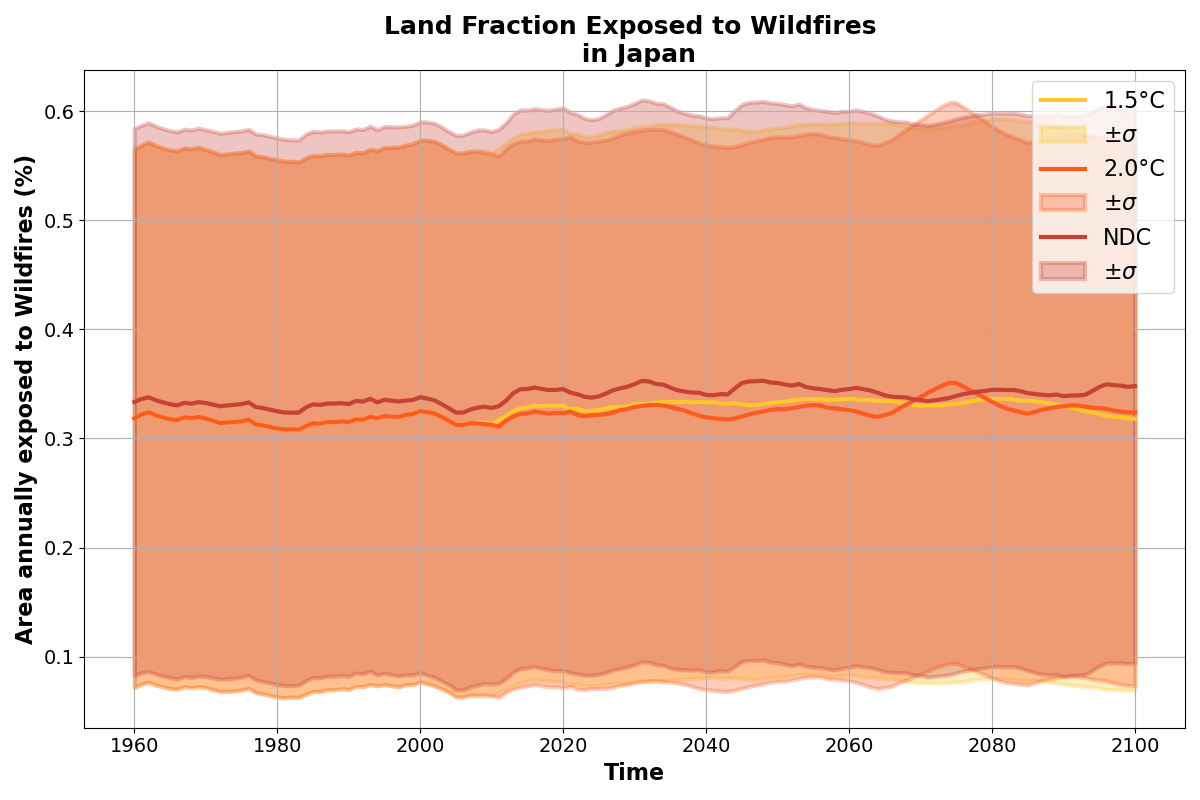 Land Fraction Exposed to Wildfires
in Japan
Area annually exposed to Wildfires (%)
0.6
0.5
0.4
0.3
0.2
0.1
1.5°C
±σ
2.0°C
±σ
NDC
±σ
1960 1980 2000 2020 2040 2060 2080 2100
Time